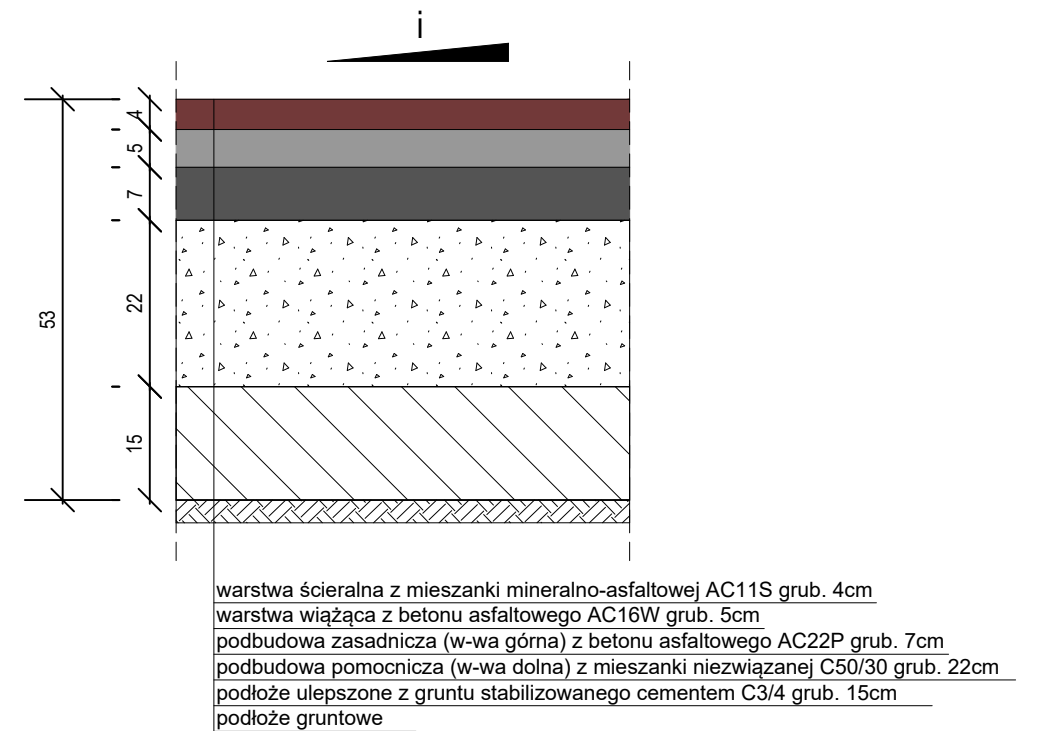 i
4
5
7
22
53
15
warstwa ścieralna z mieszanki mineralno-asfaltowej AC11S grub. 4cm
warstwa wiążąca z betonu asfaltowego AC16W grub. 5cm
podbudowa zasadnicza (w-wa górna) z betonu asfaltowego AC22P grub. 7cm
podbudowa pomocnicza (w-wa dolna) z mieszanki niezwiązanej C50/30 grub. 22cm
podłoże ulepszone z gruntu stabilizowanego cementem C3/4 grub. 15cm
podłoże gruntowe